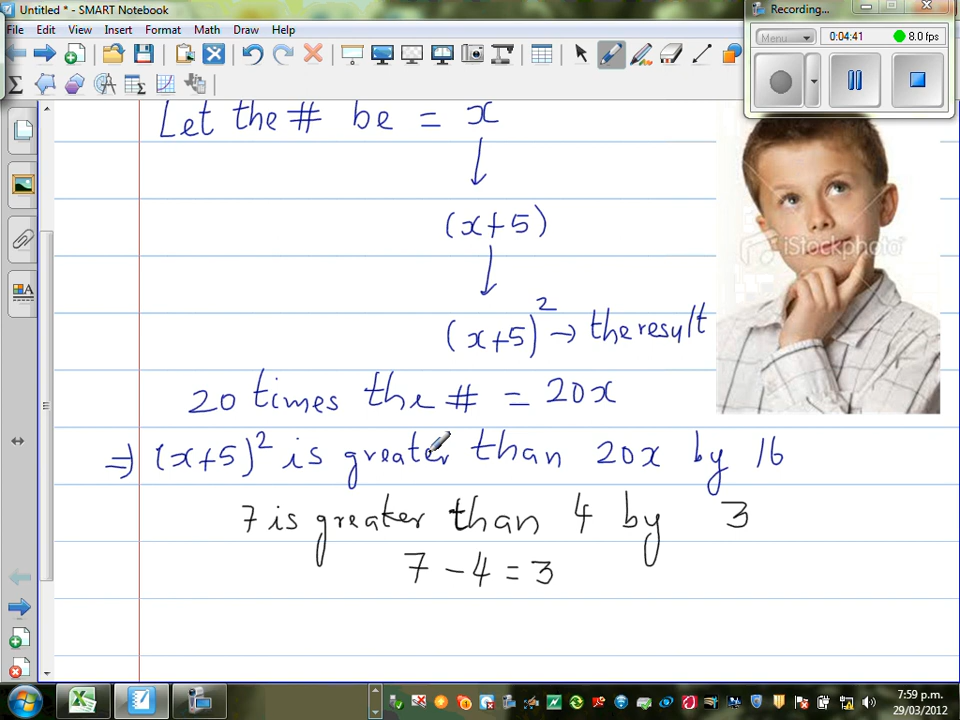 Untitled * - SMART Notebook
File Edit View Insert Format Math Draw Help
Recording...
Menu 0:04:41 8.0 fps
Let the # be = x
(x+5)
iStockphoto
(x+5)² → the result
20 times the # = 20x
⇒ (x+5)² is greater than 20x by 16
7 is greater than 4 by 3
7 - 4 = 3
7:59 p.m.
29/03/2012